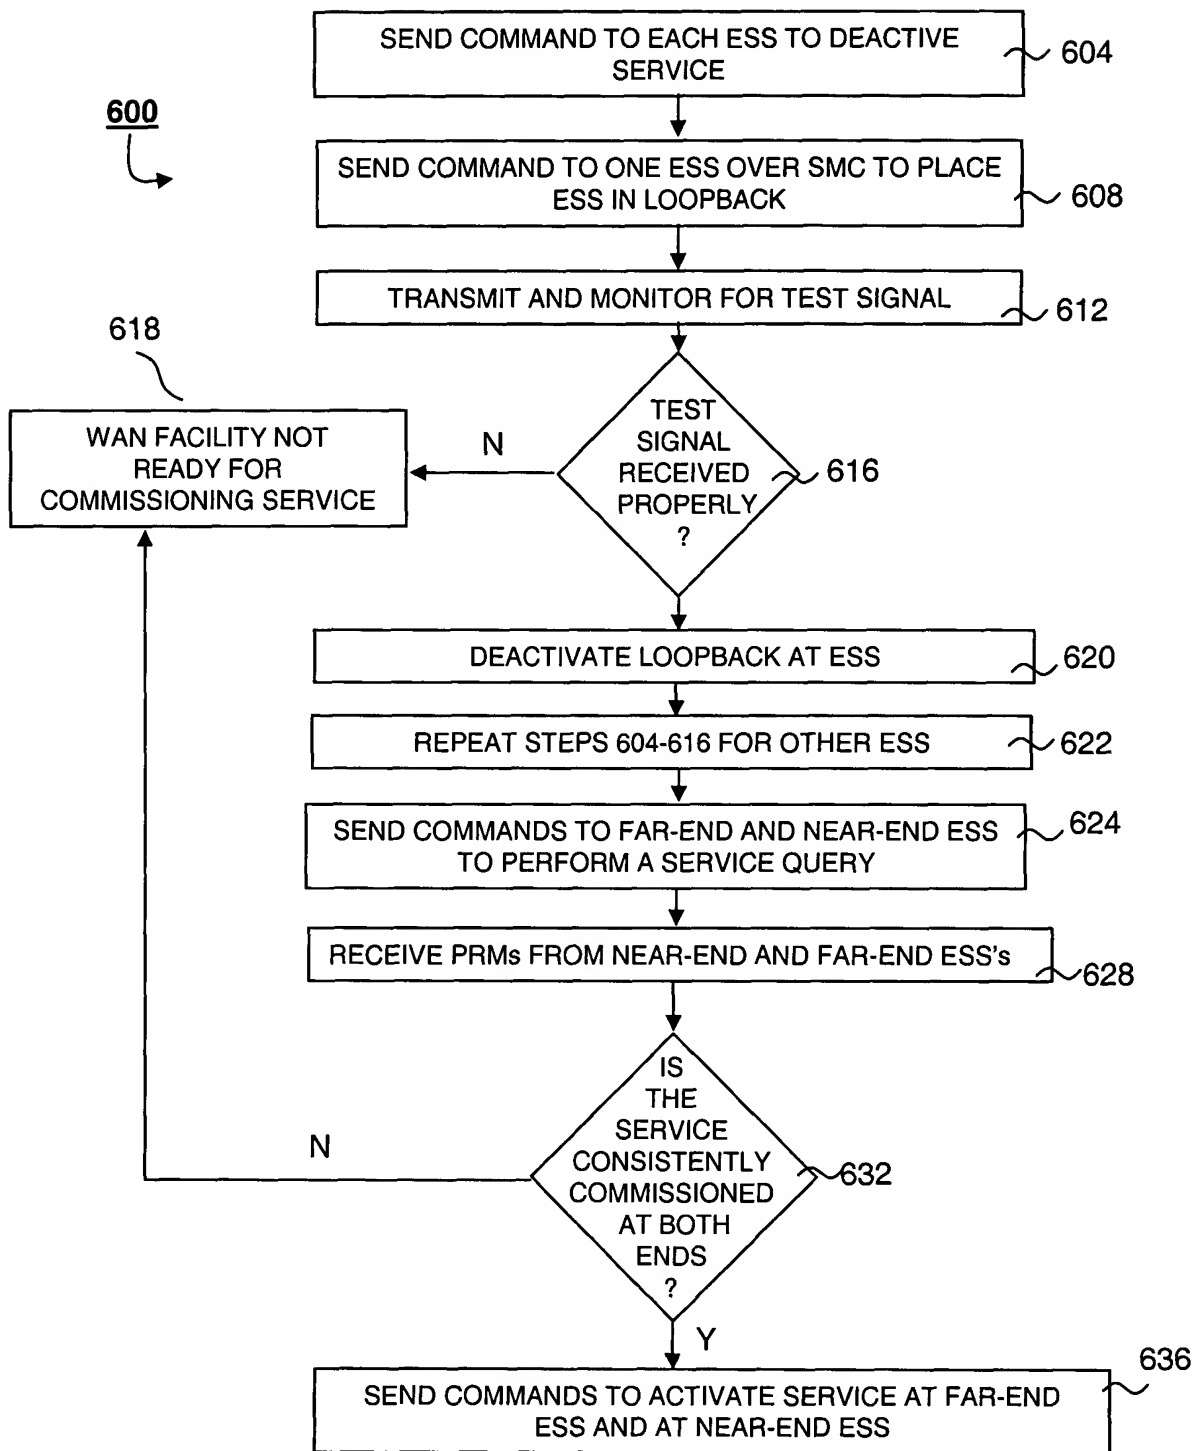 SEND COMMAND TO EACH ESS TO DEACTIVE
SERVICE
604
600
SEND COMMAND TO ONE ESS OVER SMC TO PLACE
ESS IN LOOPBACK
608
TRANSMIT AND MONITOR FOR TEST SIGNAL
612
618
WAN FACILITY NOT
READY FOR
COMMISSIONING SERVICE
N
TEST
SIGNAL
RECEIVED
PROPERLY
?
616
DEACTIVATE LOOPBACK AT ESS
620
REPEAT STEPS 604-616 FOR OTHER ESS
622
SEND COMMANDS TO FAR-END AND NEAR-END ESS
TO PERFORM A SERVICE QUERY
624
RECEIVE PRMs FROM NEAR-END AND FAR-END ESS's
628
IS
THE
SERVICE
CONSISTENTLY
COMMISSIONED
AT BOTH
ENDS
?
632
N
Y
SEND COMMANDS TO ACTIVATE SERVICE AT FAR-END
ESS AND AT NEAR-END ESS
636